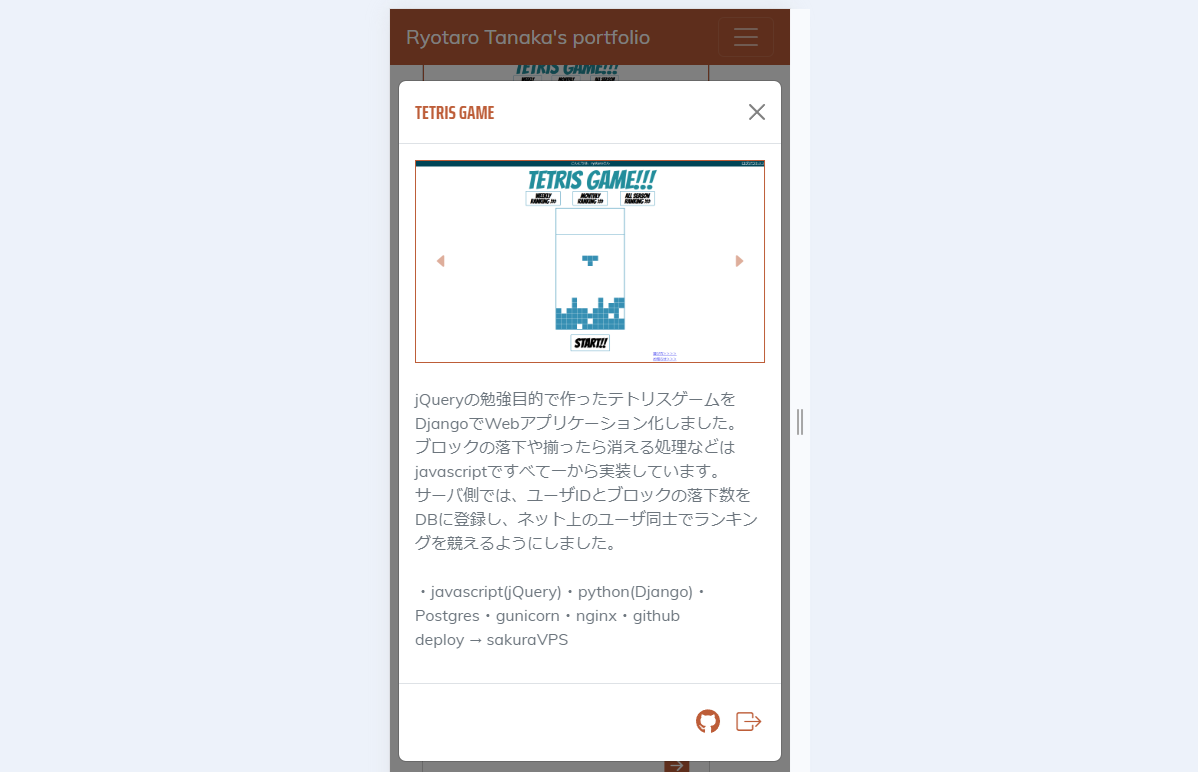 Ryotaro Tanaka's portfolio
TETRIS GAME!!!
TETRIS GAME
TETRIS GAME!!!
WEEKLY RANKING !!!
MONTHLY RANKING !!!
ALL SEASON RANKING !!!
START!!
jQueryの勉強目的で作ったテトリスゲームを
DjangoでWebアプリケーション化しました。
ブロックの落下や揃ったら消える処理などは
javascriptですべて一から実装しています。
サーバ側では、ユーザIDとブロックの落下数を
DBに登録し、ネット上のユーザ同士でランキン
グを競えるようにしました。
・javascript(jQuery)・python(Django)・
Postgres・gunicorn・nginx・github
deploy → sakuraVPS